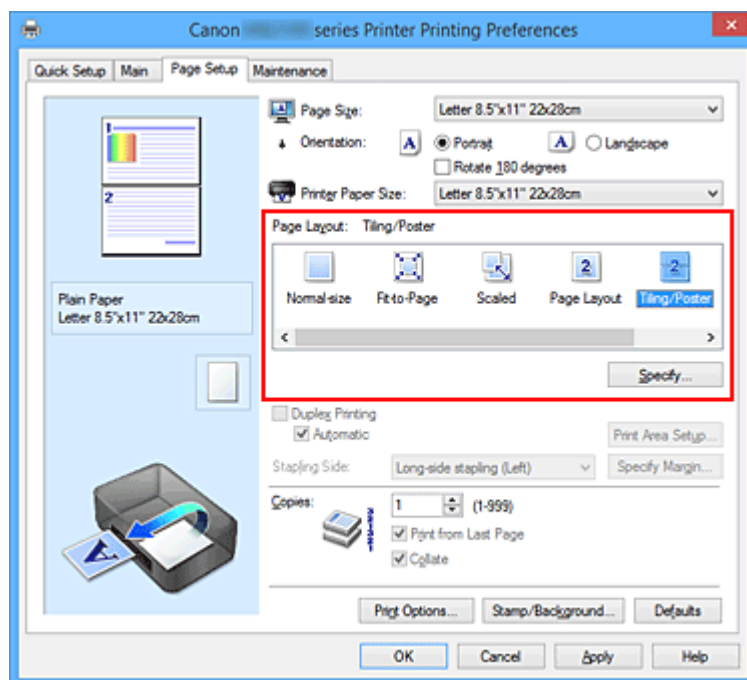 Canon series Printer Printing Preferences
Quick Setup Main Page Setup Maintenance
1
2
Plain Paper
Letter 8.5"x11" 22x28cm
Page Size: Letter 8.5"x11" 22x28cm
Orientation: A Portrait A Landscape
Rotate 180 degrees
Printer Paper Size: Letter 8.5"x11" 22x28cm
Page Layout: Tiling/Poster
2 2
Normal-size Fit-to-Page Scaled Page Layout Tiling/Poster
Specify...
Duplex Printing
Automatic Print Area Setup...
Stapling Side: Long-side stapling (Left) Specify Margin...
Copies: 1 (1-999)
Print from Last Page
Collate
A
Print Options... Stamp/Background... Defaults
OK Cancel Apply Help